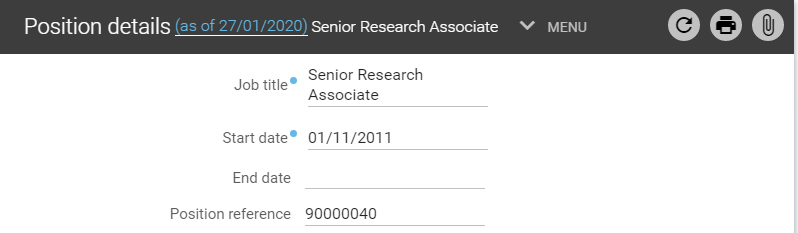 Position details (as of 27/01/2020) Senior Research Associate MENU
Job title Senior Research
Associate
Start date 01/11/2011
End date
Position reference 90000040